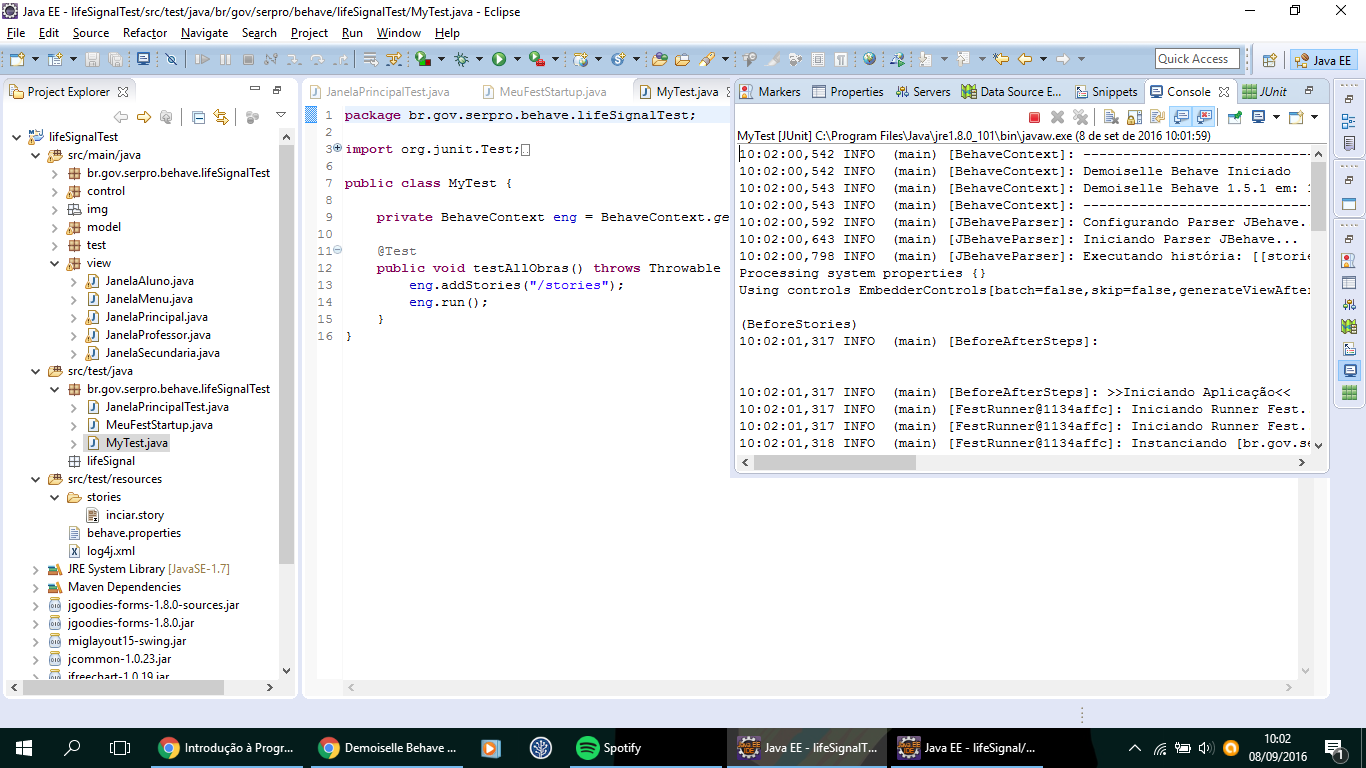 Java EE - lifeSignalTest/src/test/java/br/gov/serpro/behave/lifeSignalTest/MyTest.java - Eclipse
File Edit Source Refactor Navigate Search Project Run Window Help
Quick Access
Java EE
Project Explorer
lifeSignalTest
src/main/java
br.gov.serpro.behave.lifeSignalTest
control
img
model
test
view
JanelaAluno.java
JanelaMenu.java
JanelaPrincipal.java
JanelaProfessor.java
JanelaSecundaria.java
src/test/java
br.gov.serpro.behave.lifeSignalTest
JanelaPrincipalTest.java
MeuFestStartup.java
MyTest.java
lifeSignal
src/test/resources
stories
inciar.story
behave.properties
log4j.xml
JRE System Library [JavaSE-1.7]
Maven Dependencies
jgoodies-forms-1.8.0-sources.jar
jgoodies-forms-1.8.0.jar
miglayout15-swing.jar
jcommon-1.0.23.jar
jfreechart-1.0.19.jar
JanelaPrincipalTest.java MeuFestStartup.java MyTest.java
1 package br.gov.serpro.behave.lifeSignalTest;
2
3 import org.junit.Test;
6
7 public class MyTest {
8
9 private BehaveContext eng = BehaveContext.ge
10
11 @Test
12 public void testAllObras() throws Throwable
13 eng.addStories("/stories");
14 eng.run();
15 }
16 }
Markers Properties Servers Data Source E... Snippets Console JUnit
MyTest [JUnit] C:\Program Files\Java\jre1.8.0_101\bin\javaw.exe (8 de set de 2016 10:01:59)
10:02:00,542 INFO (main) [BehaveContext]: -----------------------------
10:02:00,542 INFO (main) [BehaveContext]: Demoiselle Behave Iniciado
10:02:00,543 INFO (main) [BehaveContext]: Demoiselle Behave 1.5.1 em:
10:02:00,543 INFO (main) [BehaveContext]: -----------------------------
10:02:00,592 INFO (main) [JBehaveParser]: Configurando Parser JBehave.
10:02:00,643 INFO (main) [JBehaveParser]: Iniciando Parser JBehave...
10:02:00,798 INFO (main) [JBehaveParser]: Executando história: [[storie
Processing system properties {}
Using controls EmbedderControls[batch=false,skip=false,generateViewAfter
(BeforeStories)
10:02:01,317 INFO (main) [BeforeAfterSteps]:
10:02:01,317 INFO (main) [BeforeAfterSteps]: >>Iniciando Aplicação<<
10:02:01,317 INFO (main) [FestRunner@1134affc]: Iniciando Runner Fest.
10:02:01,317 INFO (main) [FestRunner@1134affc]: Iniciando Runner Fest.
10:02:01,318 INFO (main) [FestRunner@1134affc]: Instanciando [br.gov.se
Introdução à Progr...
Demoiselle Behave ...
Spotify
Java EE - lifeSignalT...
Java EE - lifeSignal/...
10:02
08/09/2016
1